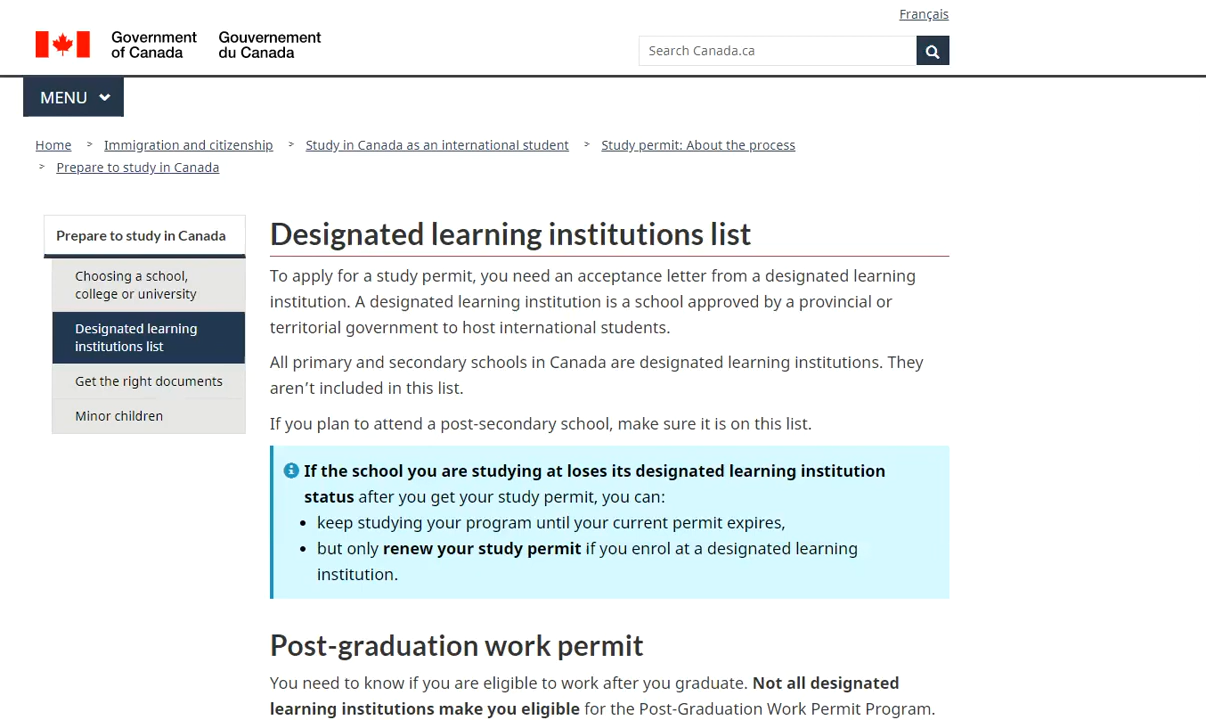 Français
Government of Canada
Gouvernement du Canada
Search Canada.ca
MENU
Home > Immigration and citizenship > Study in Canada as an international student > Study permit: About the process
> Prepare to study in Canada
Prepare to study in Canada
Choosing a school,
college or university
Designated learning
institutions list
Get the right documents
Minor children
Designated learning institutions list
To apply for a study permit, you need an acceptance letter from a designated learning
institution. A designated learning institution is a school approved by a provincial or
territorial government to host international students.
All primary and secondary schools in Canada are designated learning institutions. They
aren’t included in this list.
If you plan to attend a post-secondary school, make sure it is on this list.
If the school you are studying at loses its designated learning institution
status after you get your study permit, you can:
• keep studying your program until your current permit expires,
• but only renew your study permit if you enrol at a designated learning
institution.
Post-graduation work permit
You need to know if you are eligible to work after you graduate. Not all designated
learning institutions make you eligible for the Post-Graduation Work Permit Program.